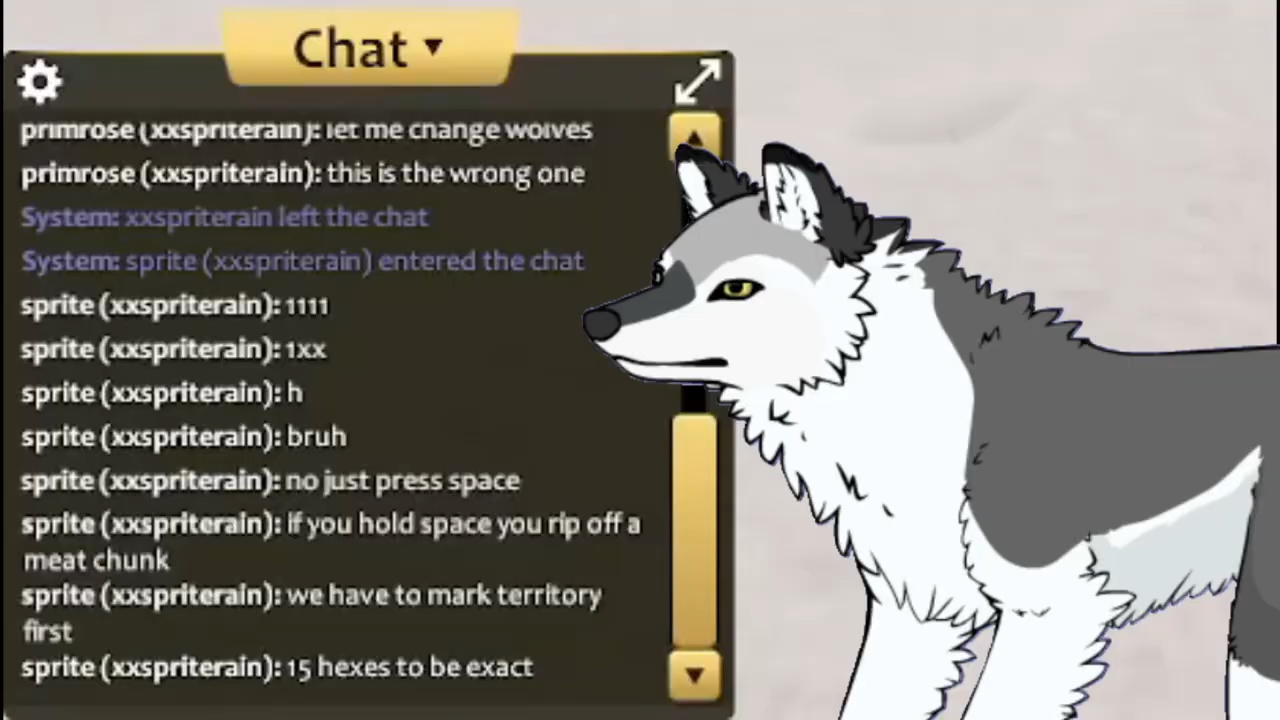 Chat
primrose (xxspriterain): let me change wolves
primrose (xxspriterain): this is the wrong one
System: xxspriterain left the chat
System: sprite (xxspriterain) entered the chat
sprite (xxspriterain): 1111
sprite (xxspriterain): 1xx
sprite (xxspriterain): h
sprite (xxspriterain): bruh
sprite (xxspriterain): no just press space
sprite (xxspriterain): if you hold space you rip off a
meat chunk
sprite (xxspriterain): we have to mark territory
first
sprite (xxspriterain): 15 hexes to be exact